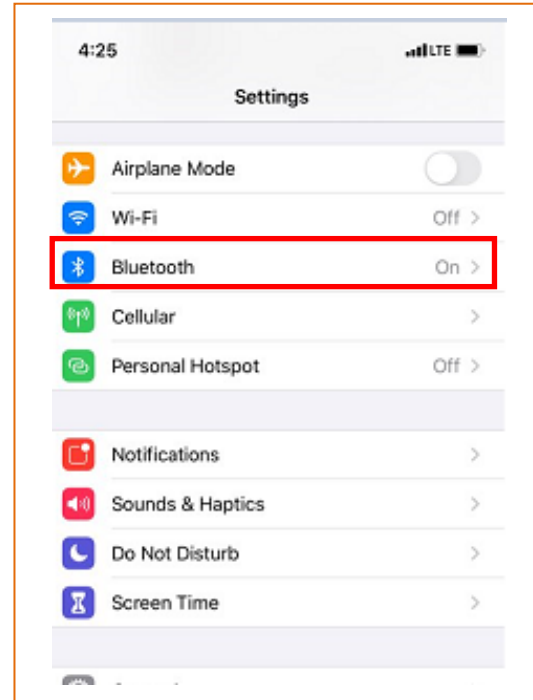 4:25 LTE
Settings
Airplane Mode
Wi-Fi Off
Bluetooth On
Cellular
Personal Hotspot Off
Notifications
Sounds & Haptics
Do Not Disturb
Screen Time